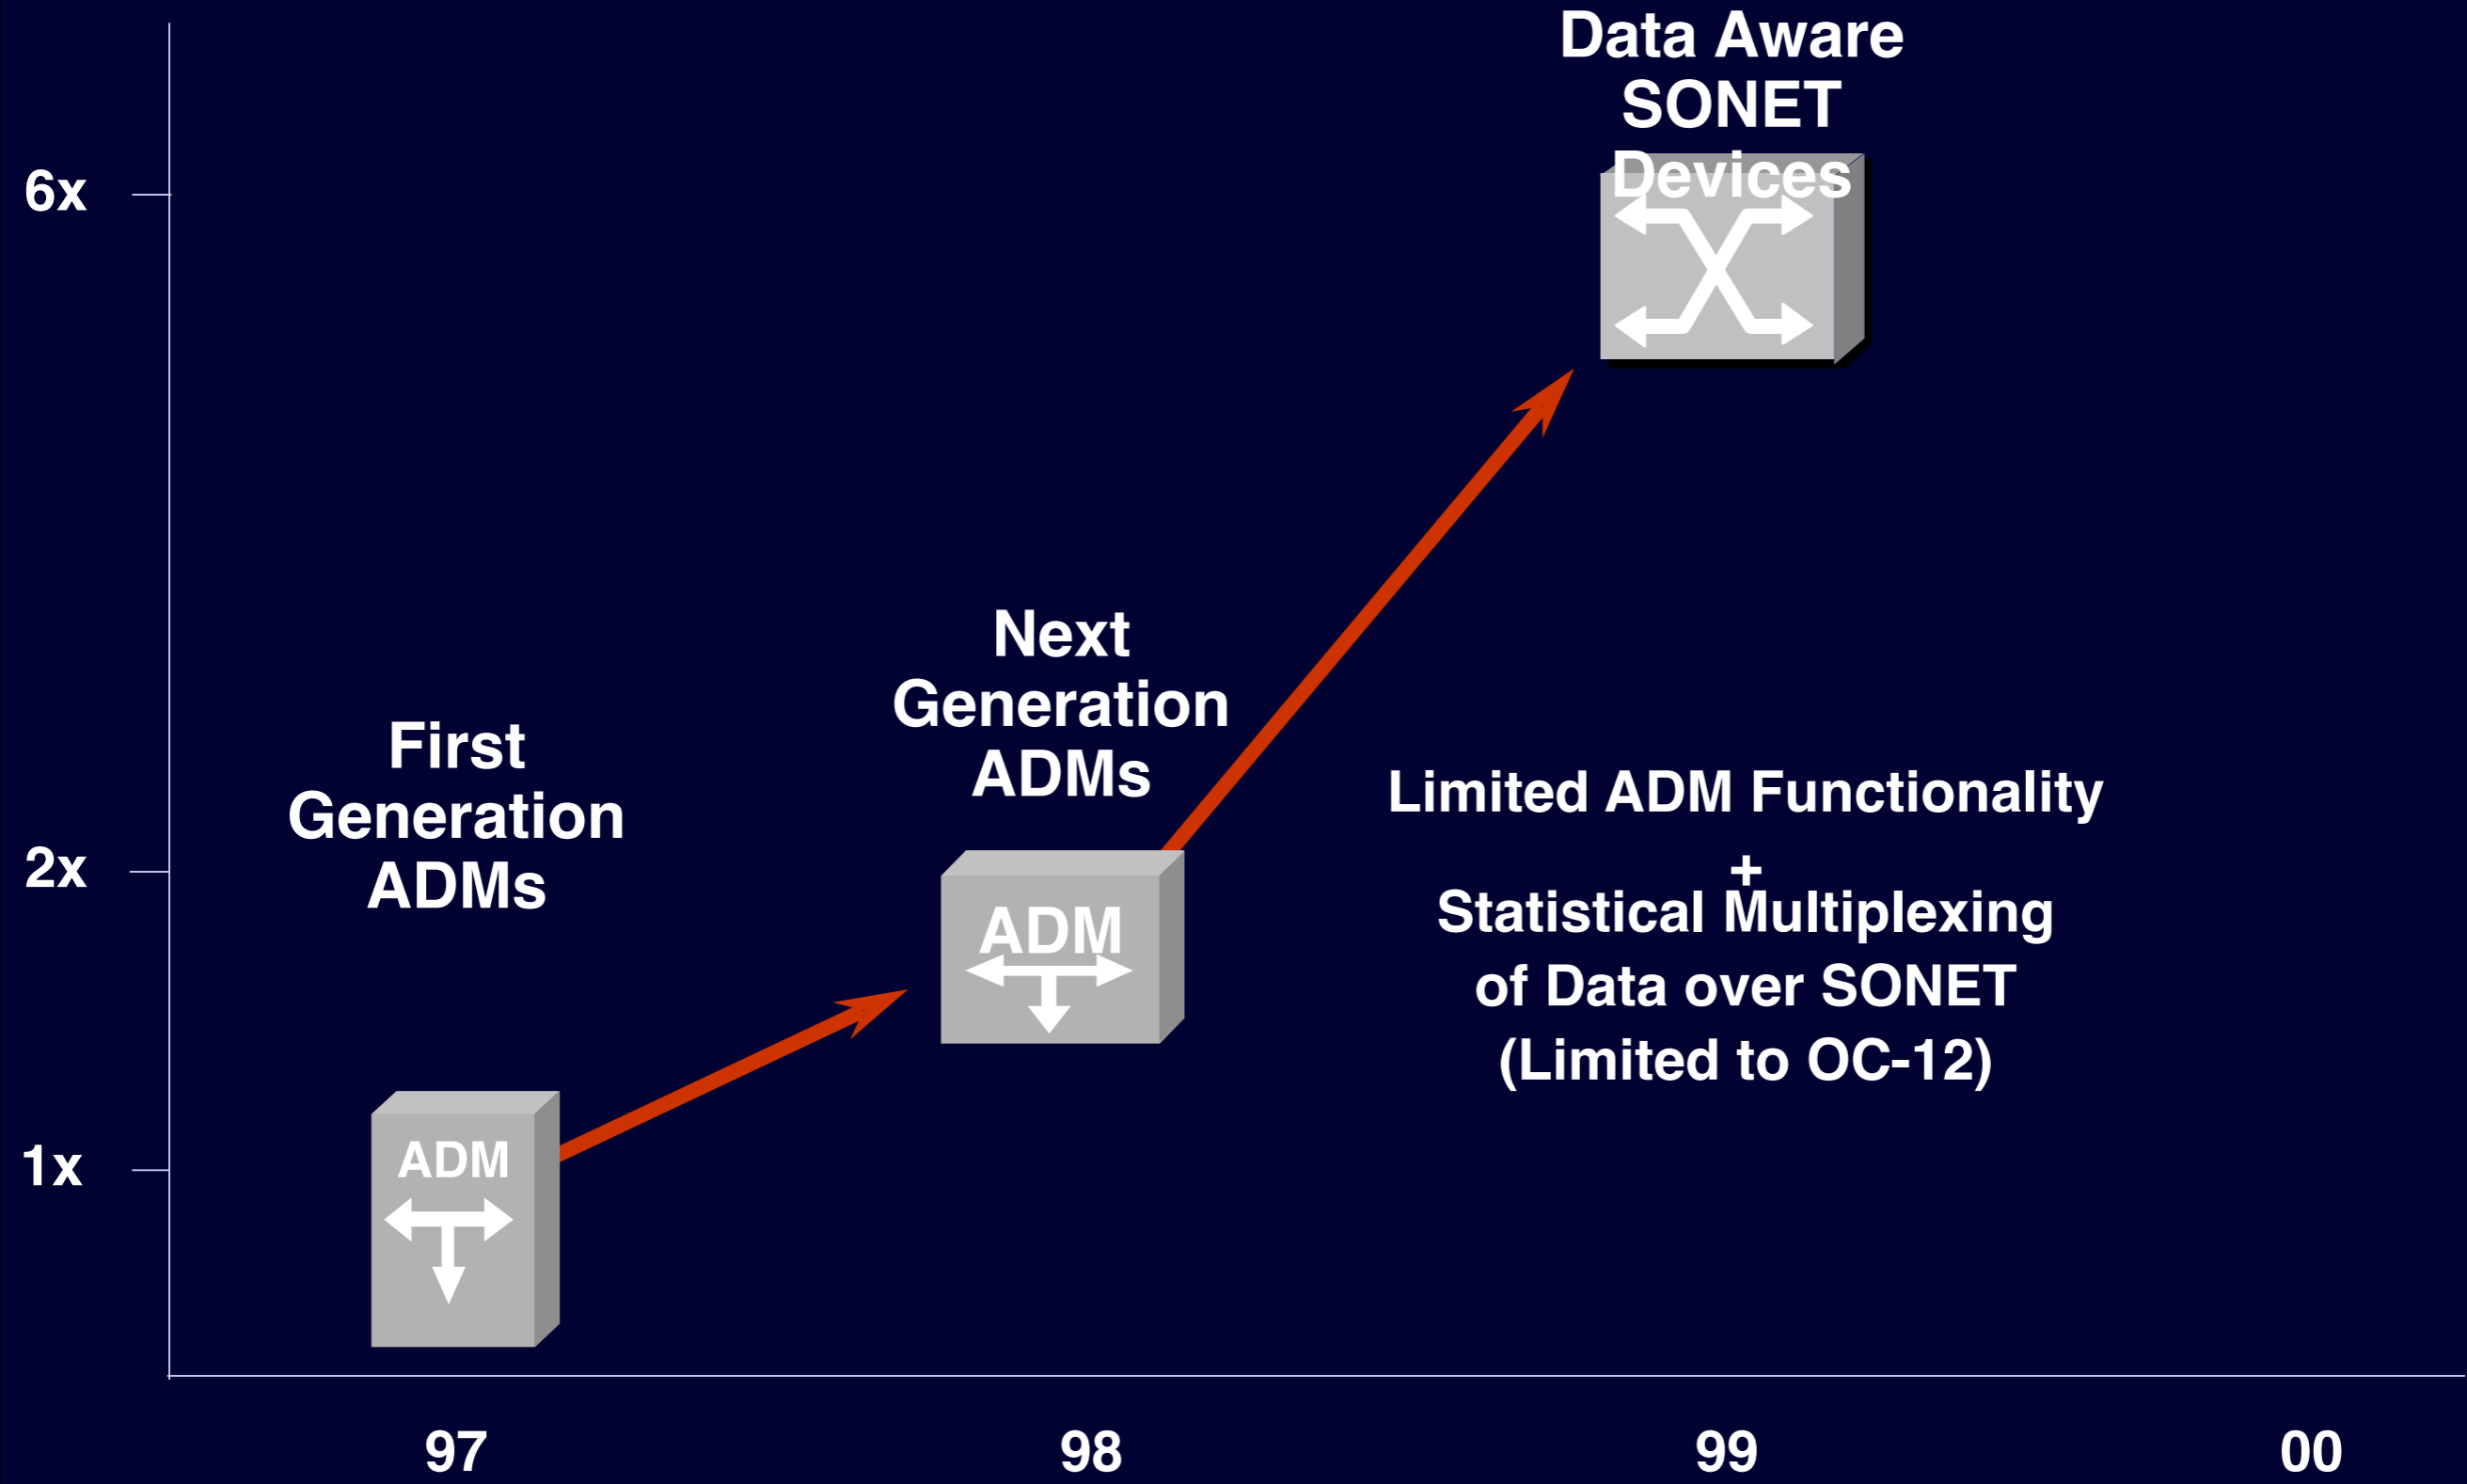 Data Aware
SONET
Devices
6x
Next
Generation
ADMs
First
Generation
ADMs
Limited ADM Functionality
+
Statistical Multiplexing
of Data over SONET
(Limited to OC-12)
2x
ADM
1x
ADM
97
98
99
00